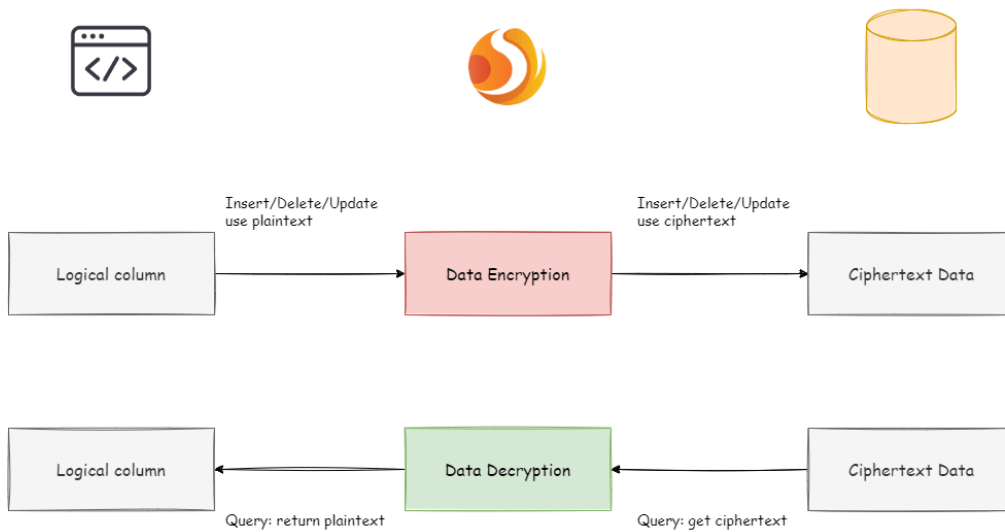 </>
Insert/Delete/Update
use plaintext
Insert/Delete/Update
use ciphertext
Logical column
Data Encryption
Ciphertext Data
Logical column
Data Decryption
Ciphertext Data
Query: return plaintext
Query: get ciphertext